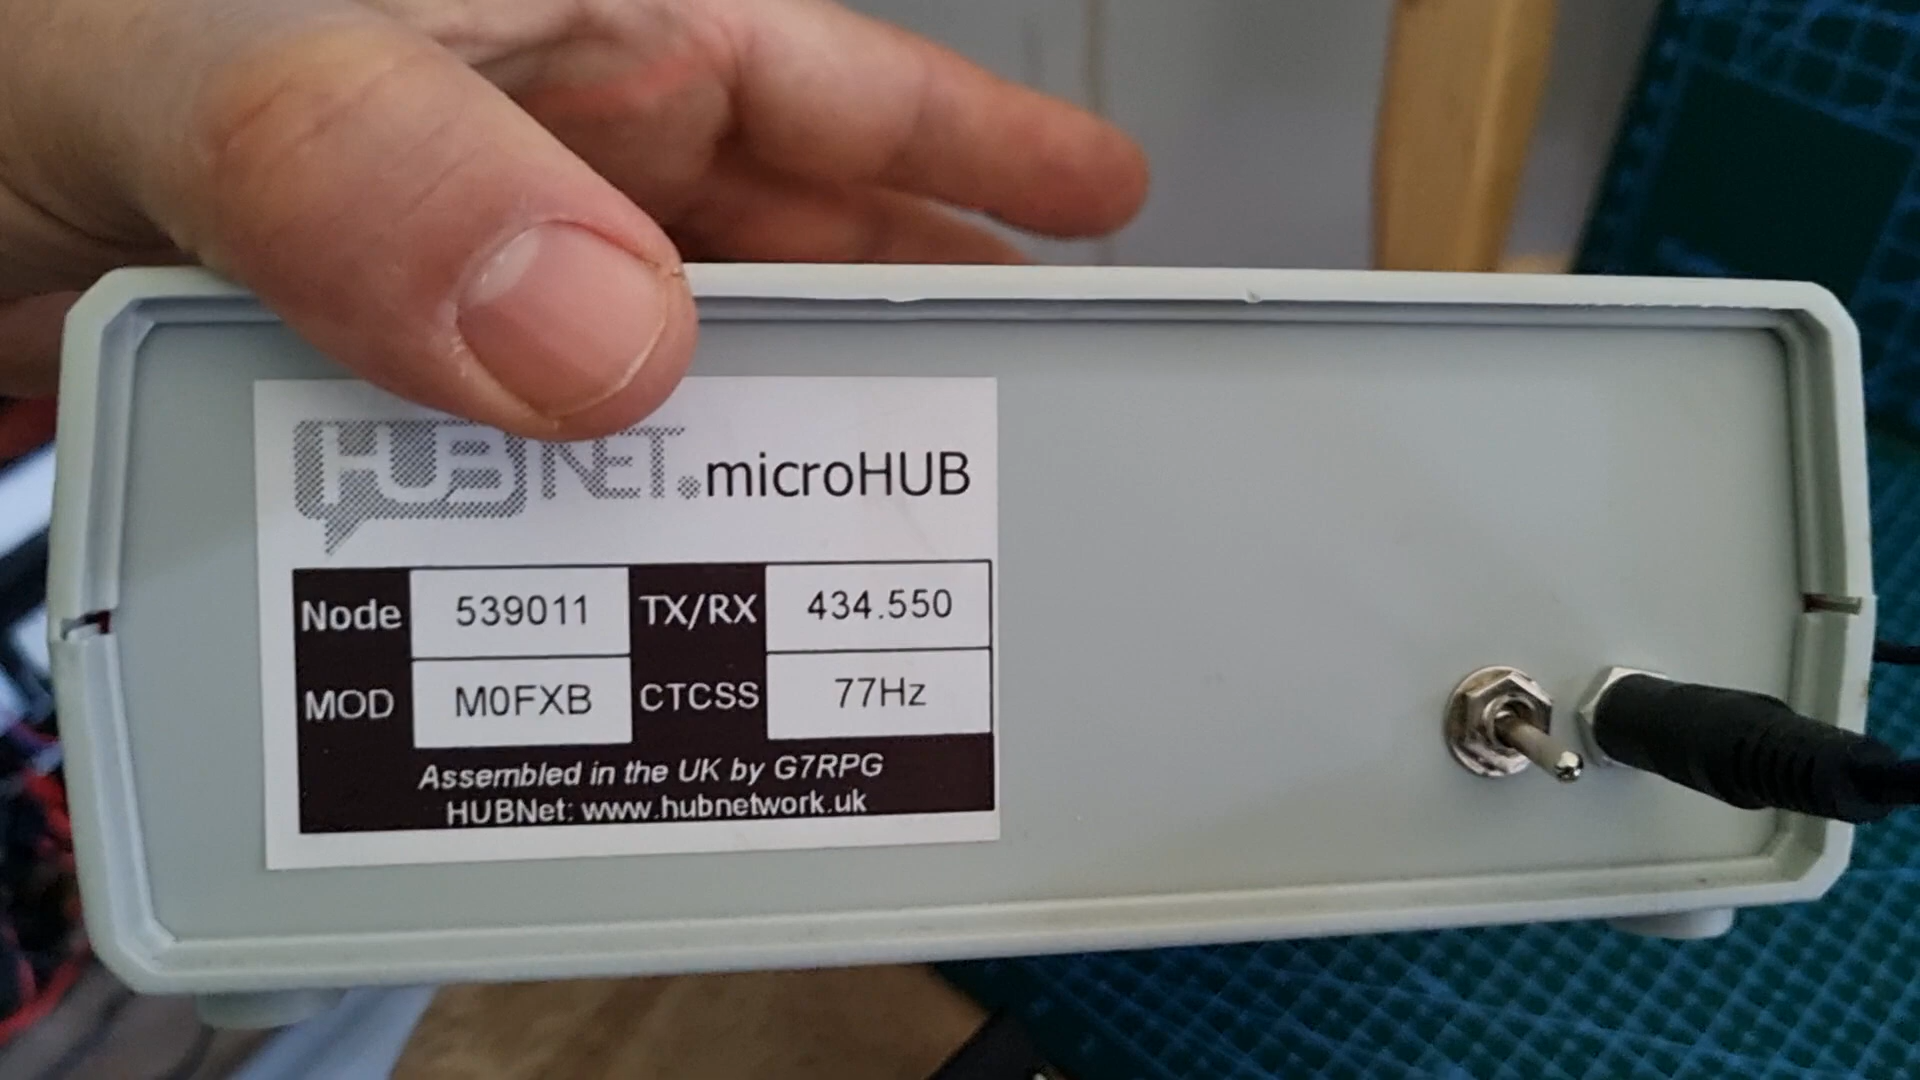 HUBNET.microHUB
Node 539011 TX/RX 434.550
MOD M0FXB CTCSS 77Hz
Assembled in the UK by G7RPG
HUBNet: www.hubnetwork.uk